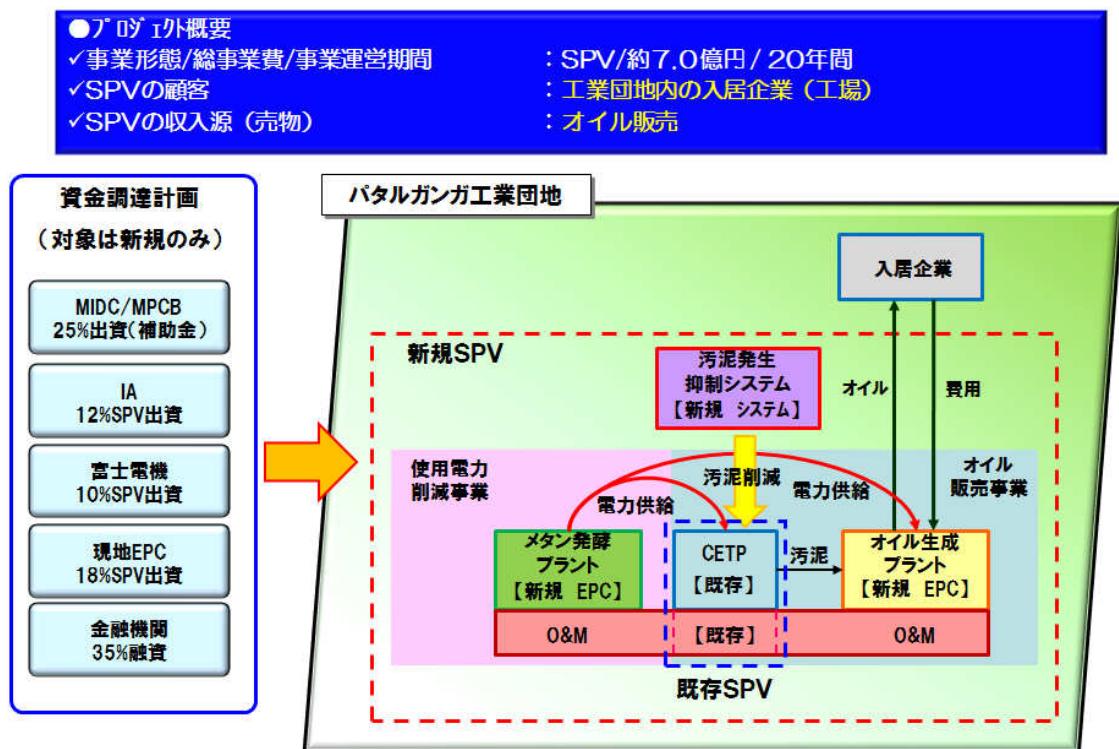 ●プロジェクト概要
✓事業形態/総事業費/事業運営期間 : SPV/約7.0億円/20年間
✓SPVの顧客 : 工業団地内の入居企業（工場）
✓SPVの収入源（売物） : オイル販売
資金調達計画
（対象は新規のみ）
MIDC/MPCB
25%出資(補助金)
IA
12%SPV出資
富士電機
10%SPV出資
現地EPC
18%SPV出資
金融機関
35%融資
パタルガンガ工業団地
入居企業
新規SPV
汚泥発生
抑制システム
【新規 システム】
オイル
費用
使用電力
削減事業
汚泥削減
オイル
販売事業
電力供給
電力供給
メタン発酵
プラント
【新規 EPC】
CETP
【既存】
汚泥
オイル生成
プラント
【新規 EPC】
O&M
【既存】
O&M
既存SPV